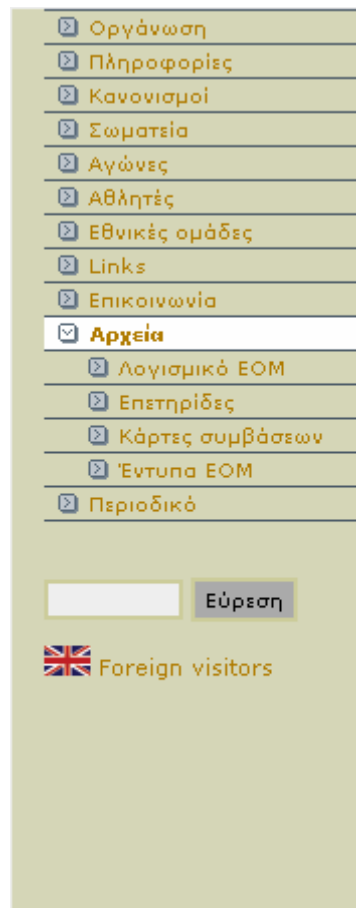 Οργάνωση
Πληροφορίες
Κανονισμοί
Σωματεία
Αγώνες
Αθλητές
Εθνικές ομάδες
Links
Επικοινωνία
Αρχεία
Λογισμικό ΕΟΜ
Επετηρίδες
Κάρτες συμβάσεων
Έντυπα ΕΟΜ
Περιοδικό
Εύρεση
Foreign visitors